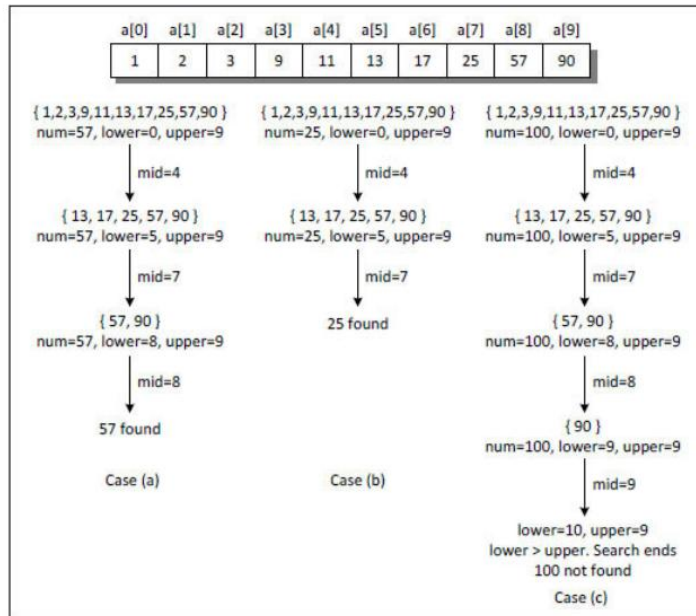 a[0] a[1] a[2] a[3] a[4] a[5] a[6] a[7] a[8] a[9]
1 2 3 9 11 13 17 25 57 90
{ 1,2,3,9,11,13,17,25,57,90 }
num=57, lower=0, upper=9
mid=4
{ 13, 17, 25, 57, 90 }
num=57, lower=5, upper=9
mid=7
{ 57, 90 }
num=57, lower=8, upper=9
mid=8
57 found
Case (a)
{ 1,2,3,9,11,13,17,25,57,90 }
num=25, lower=0, upper=9
mid=4
{ 13, 17, 25, 57, 90 }
num=25, lower=5, upper=9
mid=7
25 found
Case (b)
{ 1,2,3,9,11,13,17,25,57,90 }
num=100, lower=0, upper=9
mid=4
{ 13, 17, 25, 57, 90 }
num=100, lower=5, upper=9
mid=7
{ 57, 90 }
num=100, lower=8, upper=9
mid=8
{ 90 }
num=100, lower=9, upper=9
mid=9
lower=10, upper=9
lower > upper. Search ends
100 not found
Case (c)